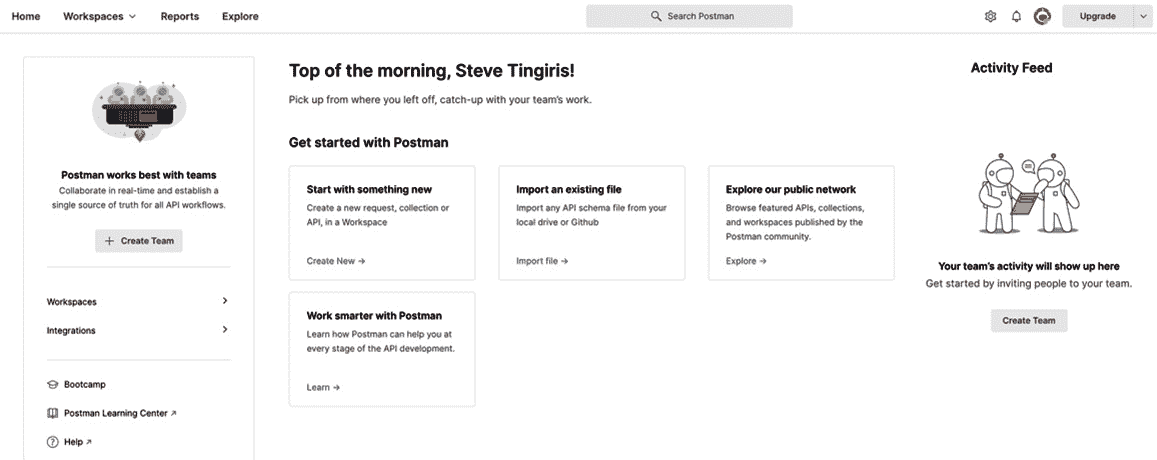 Home Workspaces Reports Explore Search Postman Upgrade
Postman works best with teams
Collaborate in real-time and establish a
single source of truth for all API workflows.
+ Create Team
Workspaces
Integrations
Bootcamp
Postman Learning Center ↗
Help ↗
Top of the morning, Steve Tingiris!
Pick up from where you left off, catch-up with your team's work.
Get started with Postman
Start with something new
Create a new request, collection or
API, in a Workspace
Create New →
Import an existing file
Import any API schema file from your
local drive or Github
Import file →
Explore our public network
Browse featured APIs, collections,
and workspaces published by the
Postman community.
Explore →
Work smarter with Postman
Learn how Postman can help you at
every stage of the API development.
Learn →
Activity Feed
Your team's activity will show up here
Get started by inviting people to your team.
Create Team